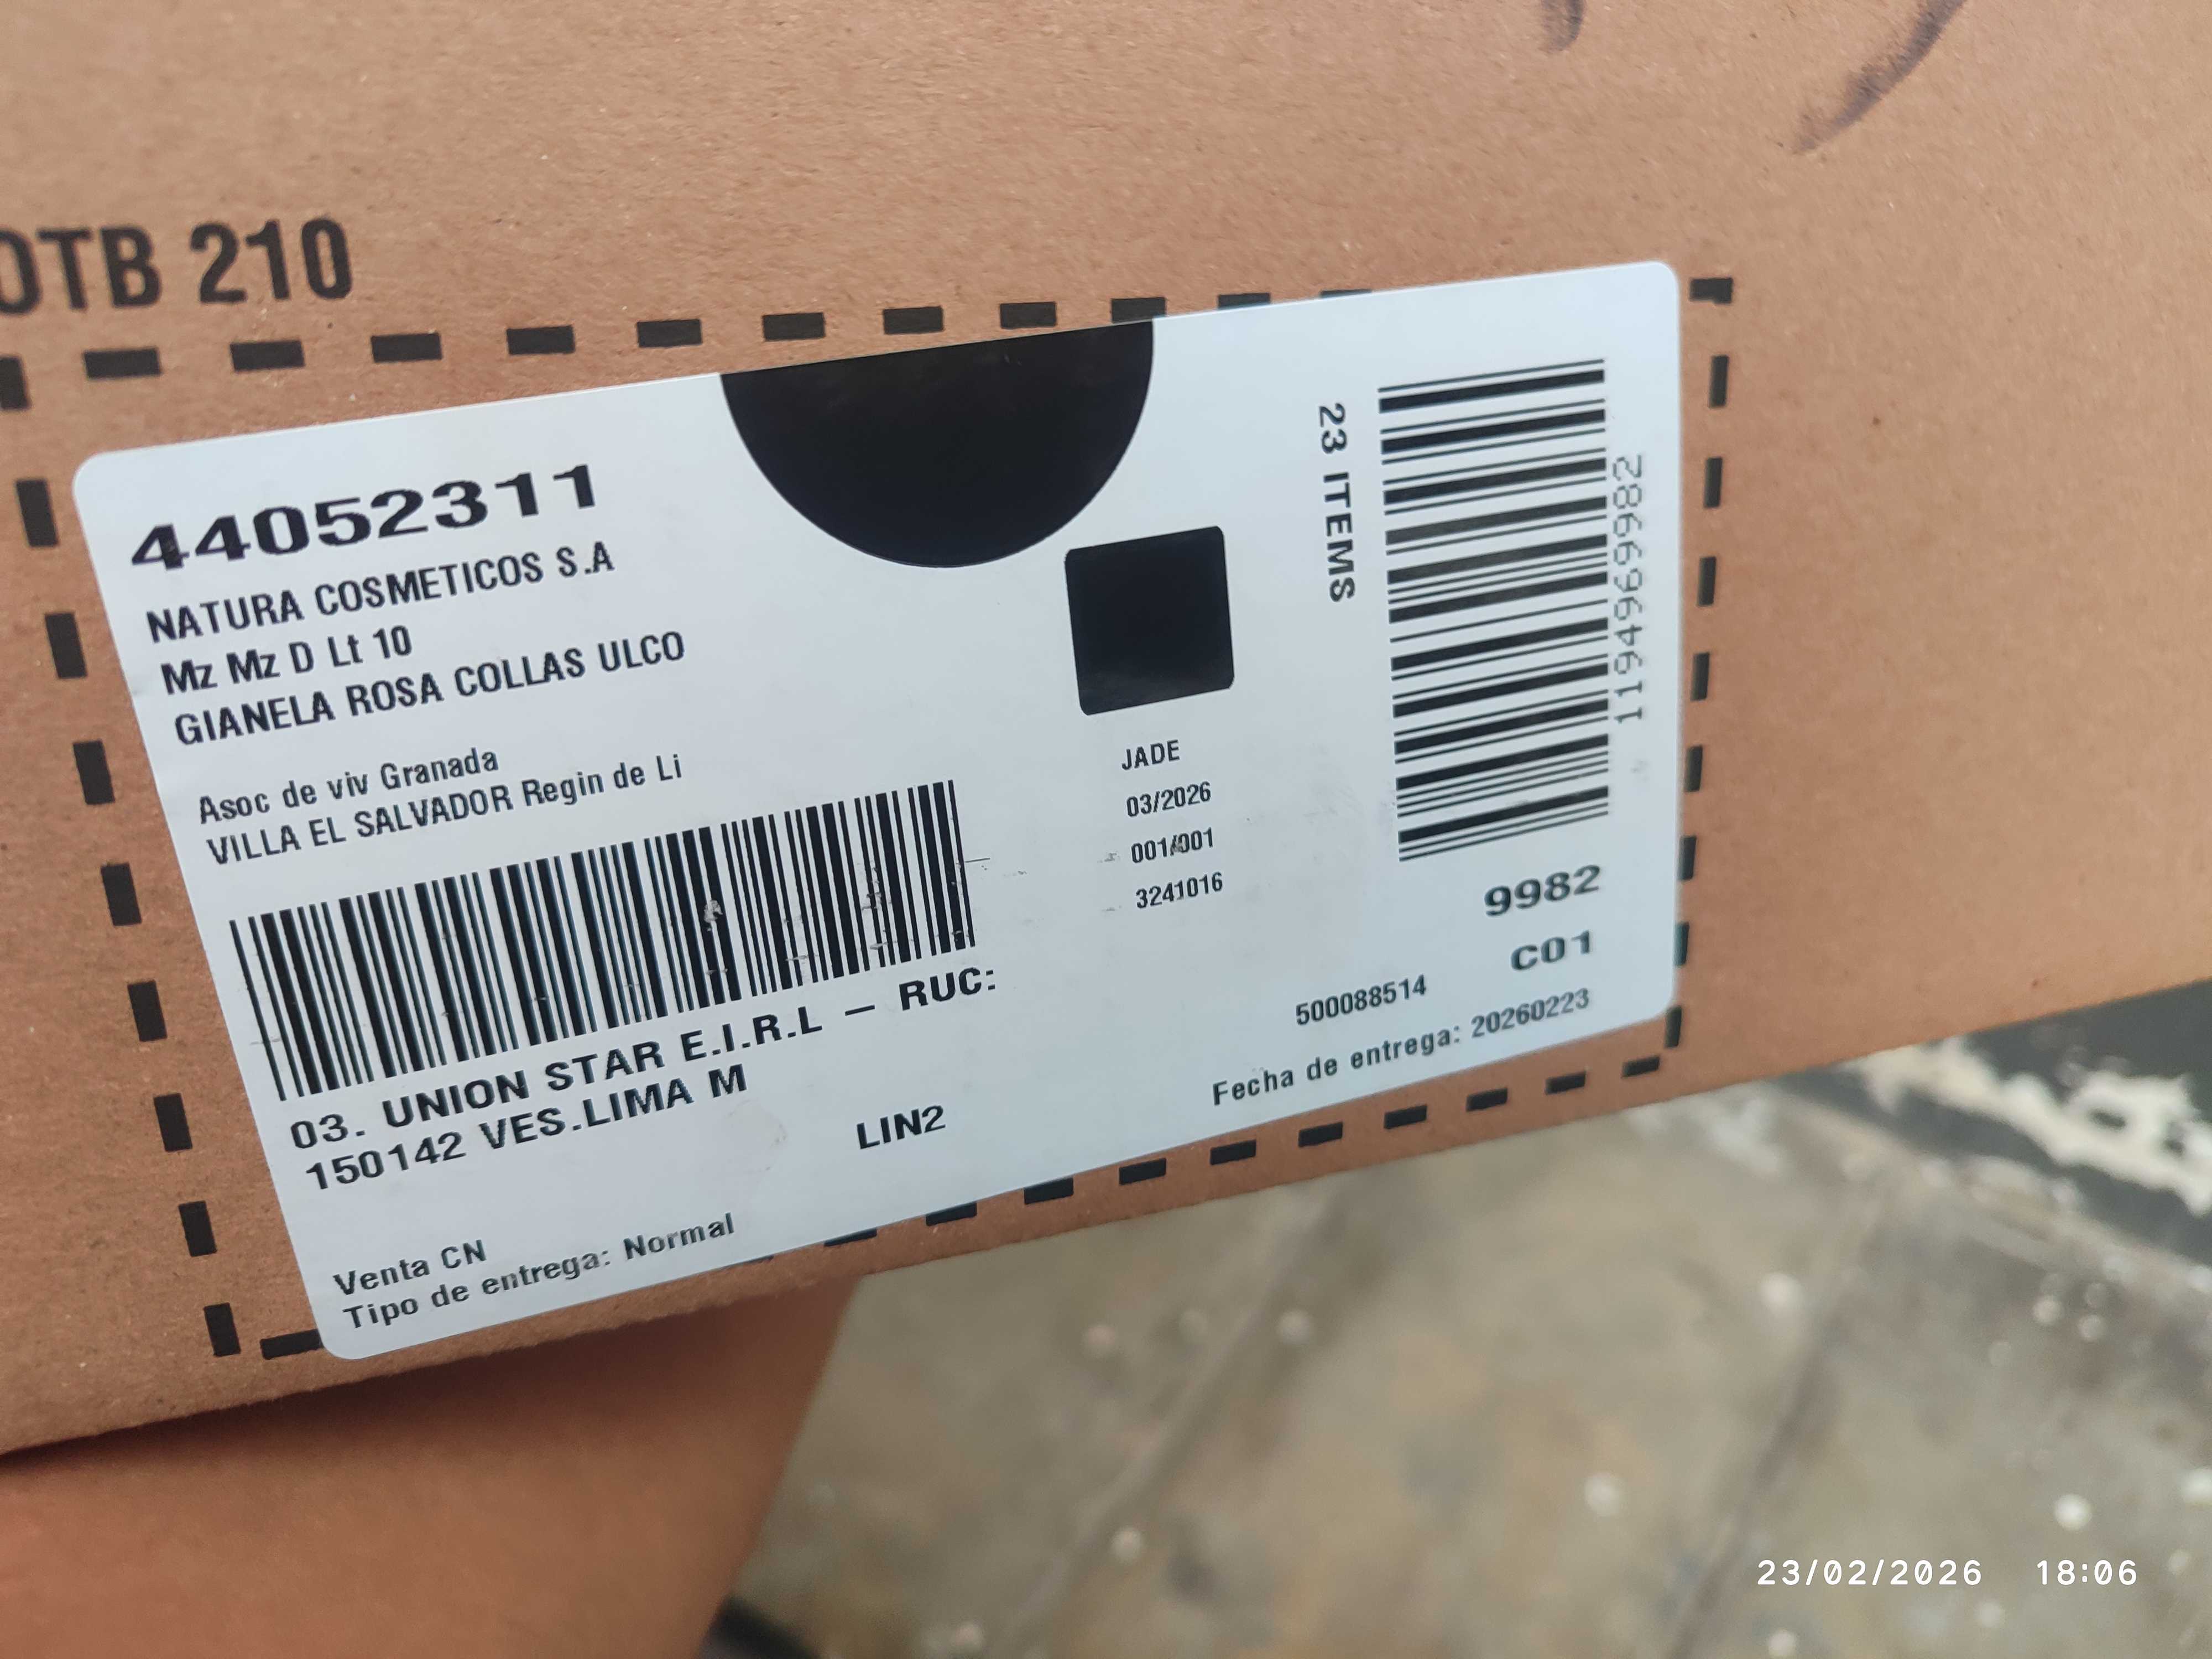 OTB 210
44052311
NATURA COSMETICOS S.A
Mz Mz D Lt 10
GIANELA ROSA COLLAS ULCO
Asoc de viv Granada
VILLA EL SALVADOR Regin de Li
03. UNION STAR E.I.R.L – RUC:
150142 VES.LIMA M
LIN2
Venta CN
Tipo de entrega: Normal
JADE
03/2026
001/001
3241016
23 ITEMS
1194969982
9982
C01
500088514
Fecha de entrega: 20260223
23/02/2026 18:06